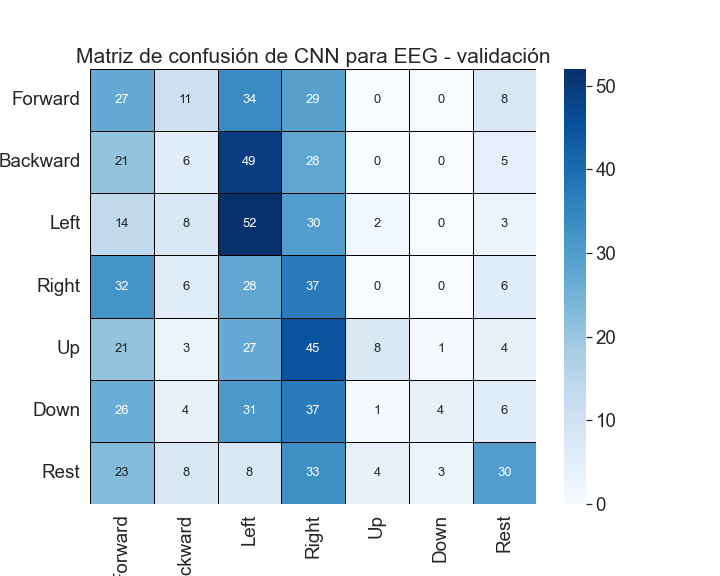 Matriz de confusión de CNN para EEG - validación
Forward 27 11 34 29 0 0 8
Backward 21 6 49 28 0 0 5
Left 14 8 52 30 2 0 3
Right 32 6 28 37 0 0 6
Up 21 3 27 45 8 1 4
Down 26 4 31 37 1 4 6
Rest 23 8 8 33 4 3 30
50
40
30
20
10
0
Forward ckward Left Right Up Down Rest